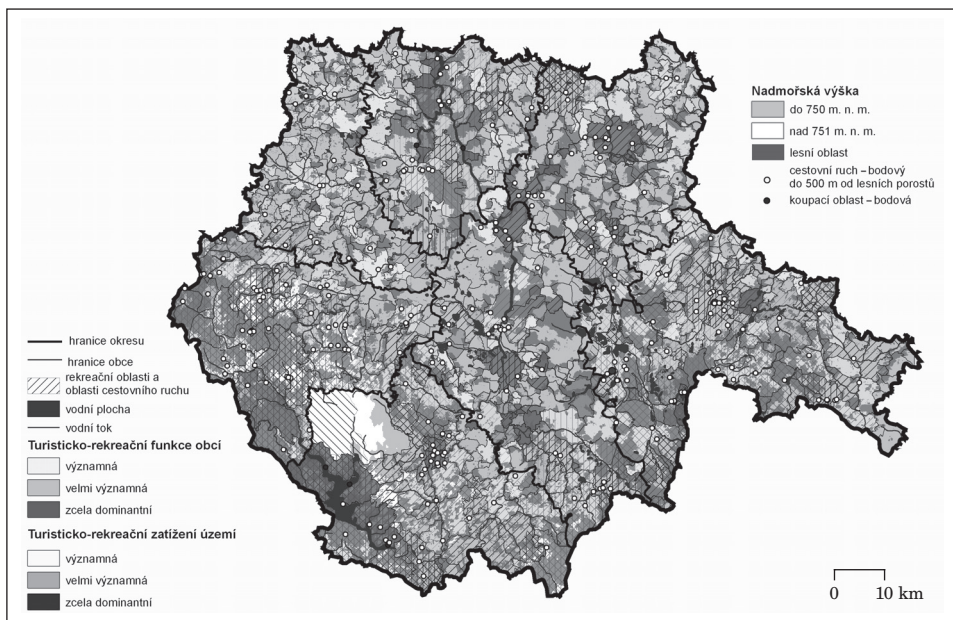 Nadmořská výška
do 750 m. n. m.
nad 751 m. n. m.
lesní oblast
cestovní ruch – bodový
do 500 m od lesních porostů
koupací oblast – bodová
hranice okresu
hranice obce
rekreační oblasti a
oblasti cestovního ruchu
vodní plocha
vodní tok
Turisticko-rekreační funkce obcí
významná
velmi významná
zcela dominantní
Turisticko-rekreační zatížení území
významná
velmi významná
zcela dominantní
0 10 km